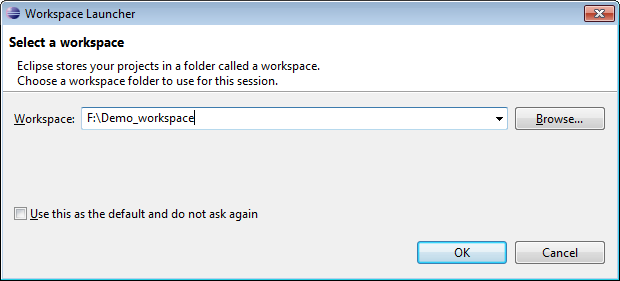 Workspace Launcher
Select a workspace
Eclipse stores your projects in a folder called a workspace.
Choose a workspace folder to use for this session.
Workspace: F:\Demo_workspace Browse...
Use this as the default and do not ask again
OK Cancel